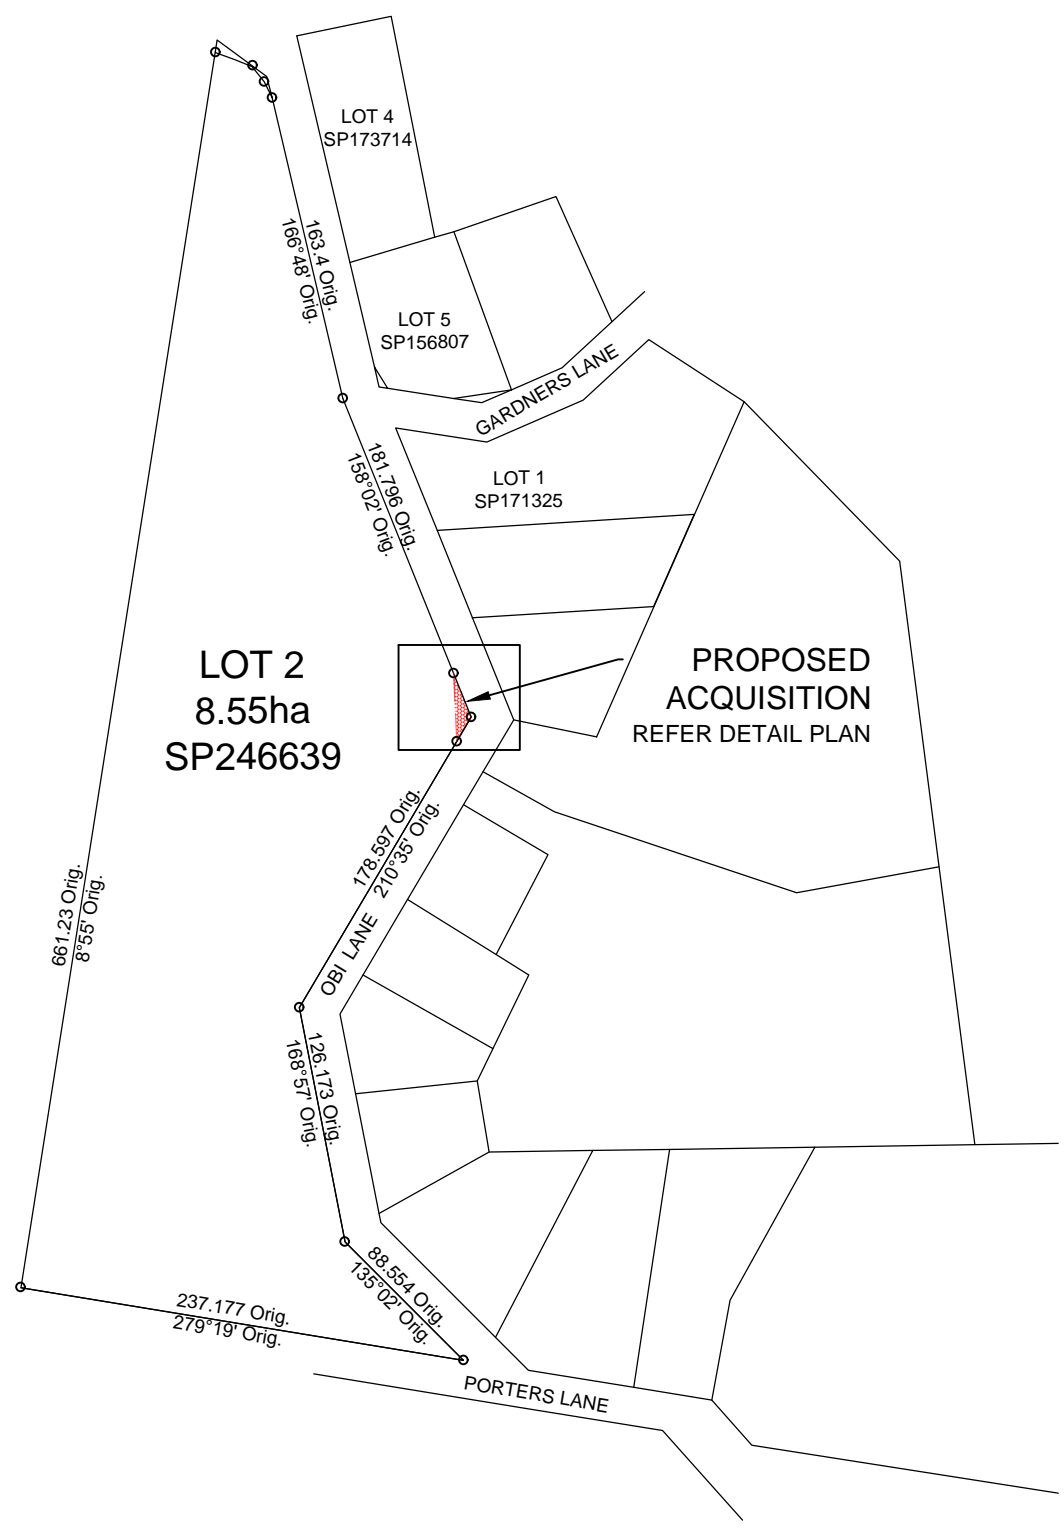 LOT 4
SP173714
163.4 Orig.
166°48' Orig.
LOT 5
SP156807
GARDNERS LANE
181.796 Orig.
158°02' Orig.
LOT 1
SP171325
LOT 2
8.55ha
SP246639
PROPOSED
ACQUISITION
REFER DETAIL PLAN
178.597 Orig.
210°35' Orig.
661.23 Orig.
8°55' Orig.
OBI LANE
126.173 Orig.
168°57' Orig.
88.554 Orig.
135°02' Orig.
237.177 Orig.
279°19' Orig.
PORTERS LANE